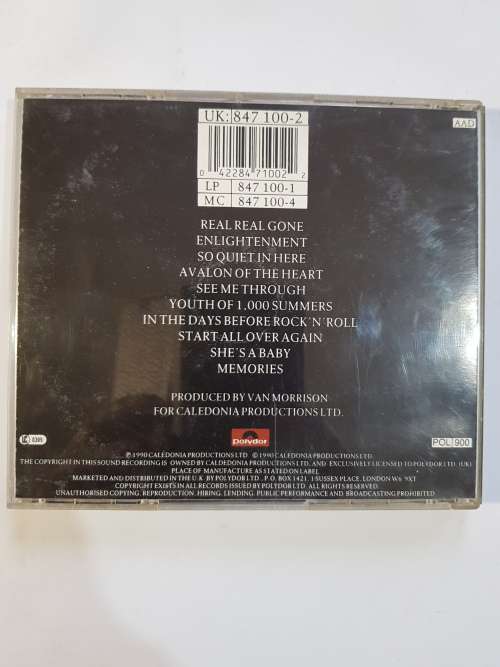 UK: 847 100-2
AAD
0 42284 71002 2
LP 847 100-1
MC 847 100-4
REAL REAL GONE
ENLIGHTENMENT
SO QUIET IN HERE
AVALON OF THE HEART
SEE ME THROUGH
YOUTH OF 1,000 SUMMERS
IN THE DAYS BEFORE ROCK 'N' ROLL
START ALL OVER AGAIN
SHE'S A BABY
MEMORIES
PRODUCED BY VAN MORRISON
FOR CALEDONIA PRODUCTIONS LTD.
polydor
LC 0309
POL 900
℗ 1990 CALEDONIA PRODUCTIONS LTD © 1990 CALEDONIA PRODUCTIONS LTD.
THE COPYRIGHT IN THIS SOUND RECORDING IS OWNED BY CALDEDONIA PRODUCTIONS LTD, AND EXCLUSIVELY LICENSED TO POLYDOR LTD. (UK)
PLACE OF MANUFACTURE AS STATED ON LABEL
MARKETED AND DISTRIBUTED IN THE U.K. BY POLYDOR LTD., P.O. BOX 1421, 1 SUSSEX PLACE, LONDON W6 9XT
COPYRIGHT EXISTS IN ALL RECORDS ISSUED BY POLYDOR LTD. ALL RIGHTS RESERVED.
UNAUTHORISED COPYING, REPRODUCTION, HIRING, LENDING, PUBLIC PERFORMANCE AND BROADCASTING PROHIBITED